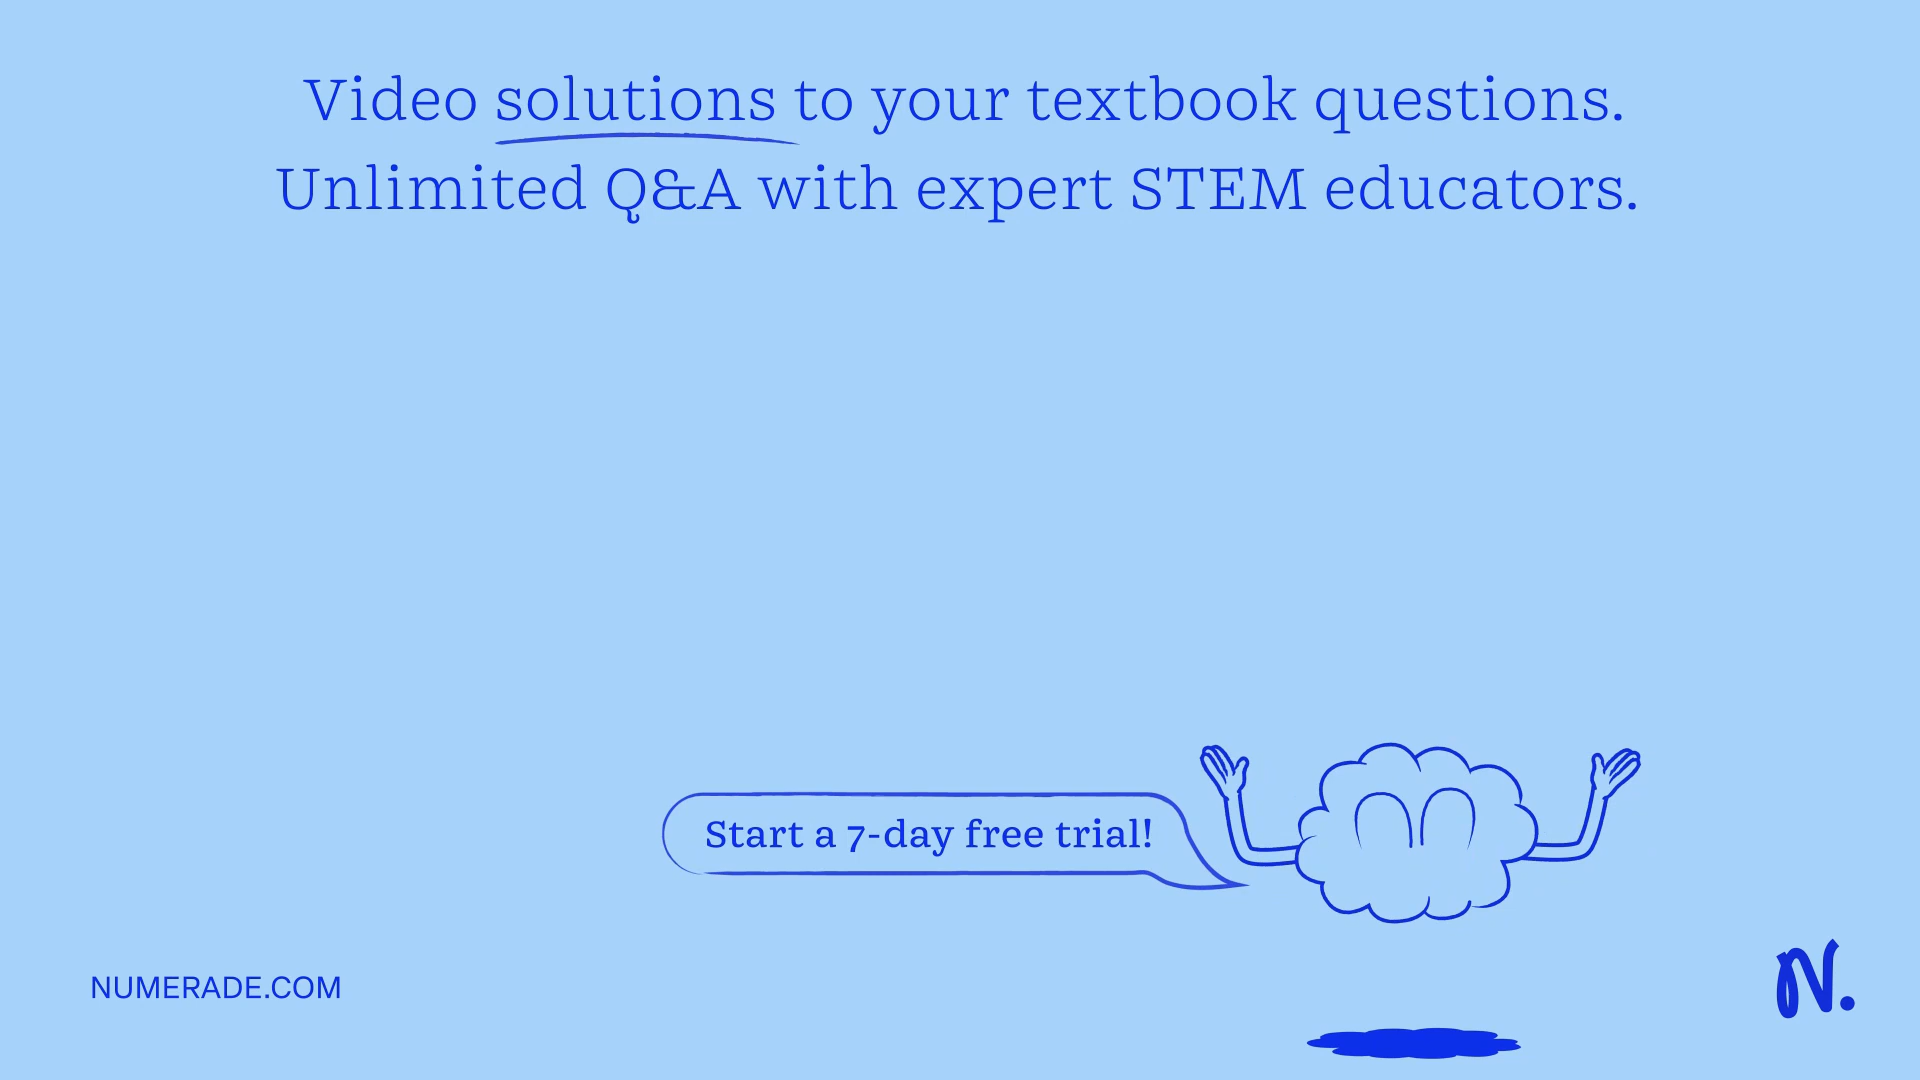 Video solutions to your textbook questions.
Unlimited Q&A with expert STEM educators.
Start a 7-day free trial!
NUMERADE.COM
N.